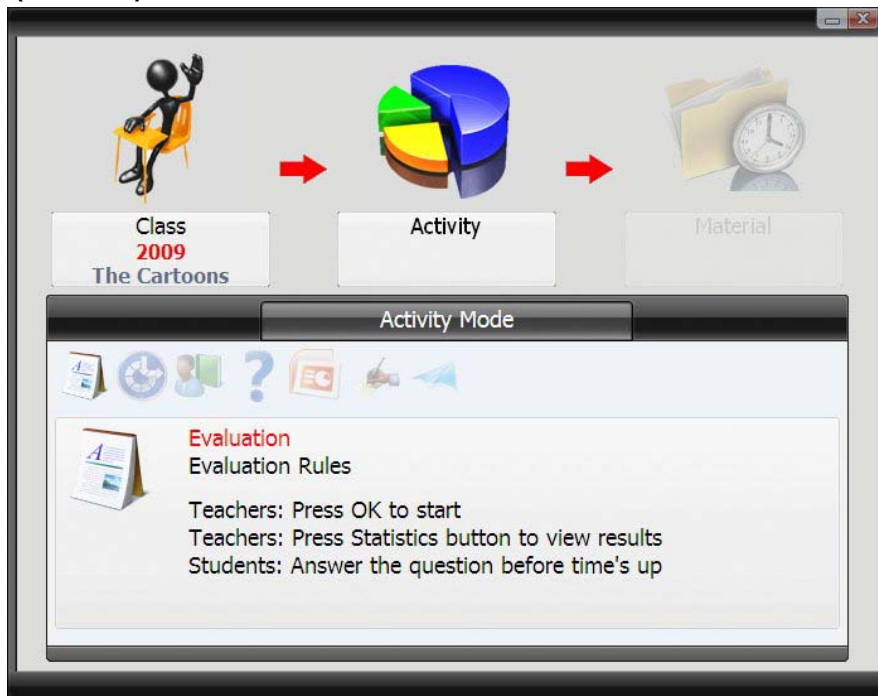 Class
2009
The Cartoons
Activity
Material
Activity Mode
Evaluation
Evaluation Rules
Teachers: Press OK to start
Teachers: Press Statistics button to view results
Students: Answer the question before time's up